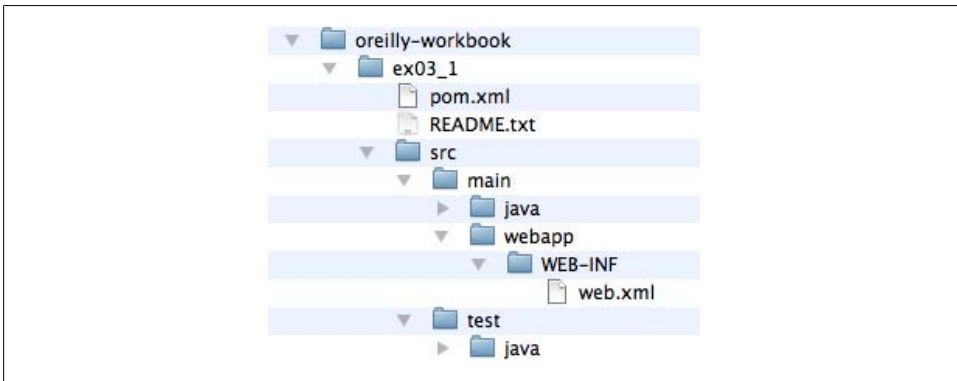 oreilly-workbook
ex03_1
pom.xml
README.txt
src
main
java
webapp
WEB-INF
web.xml
test
java